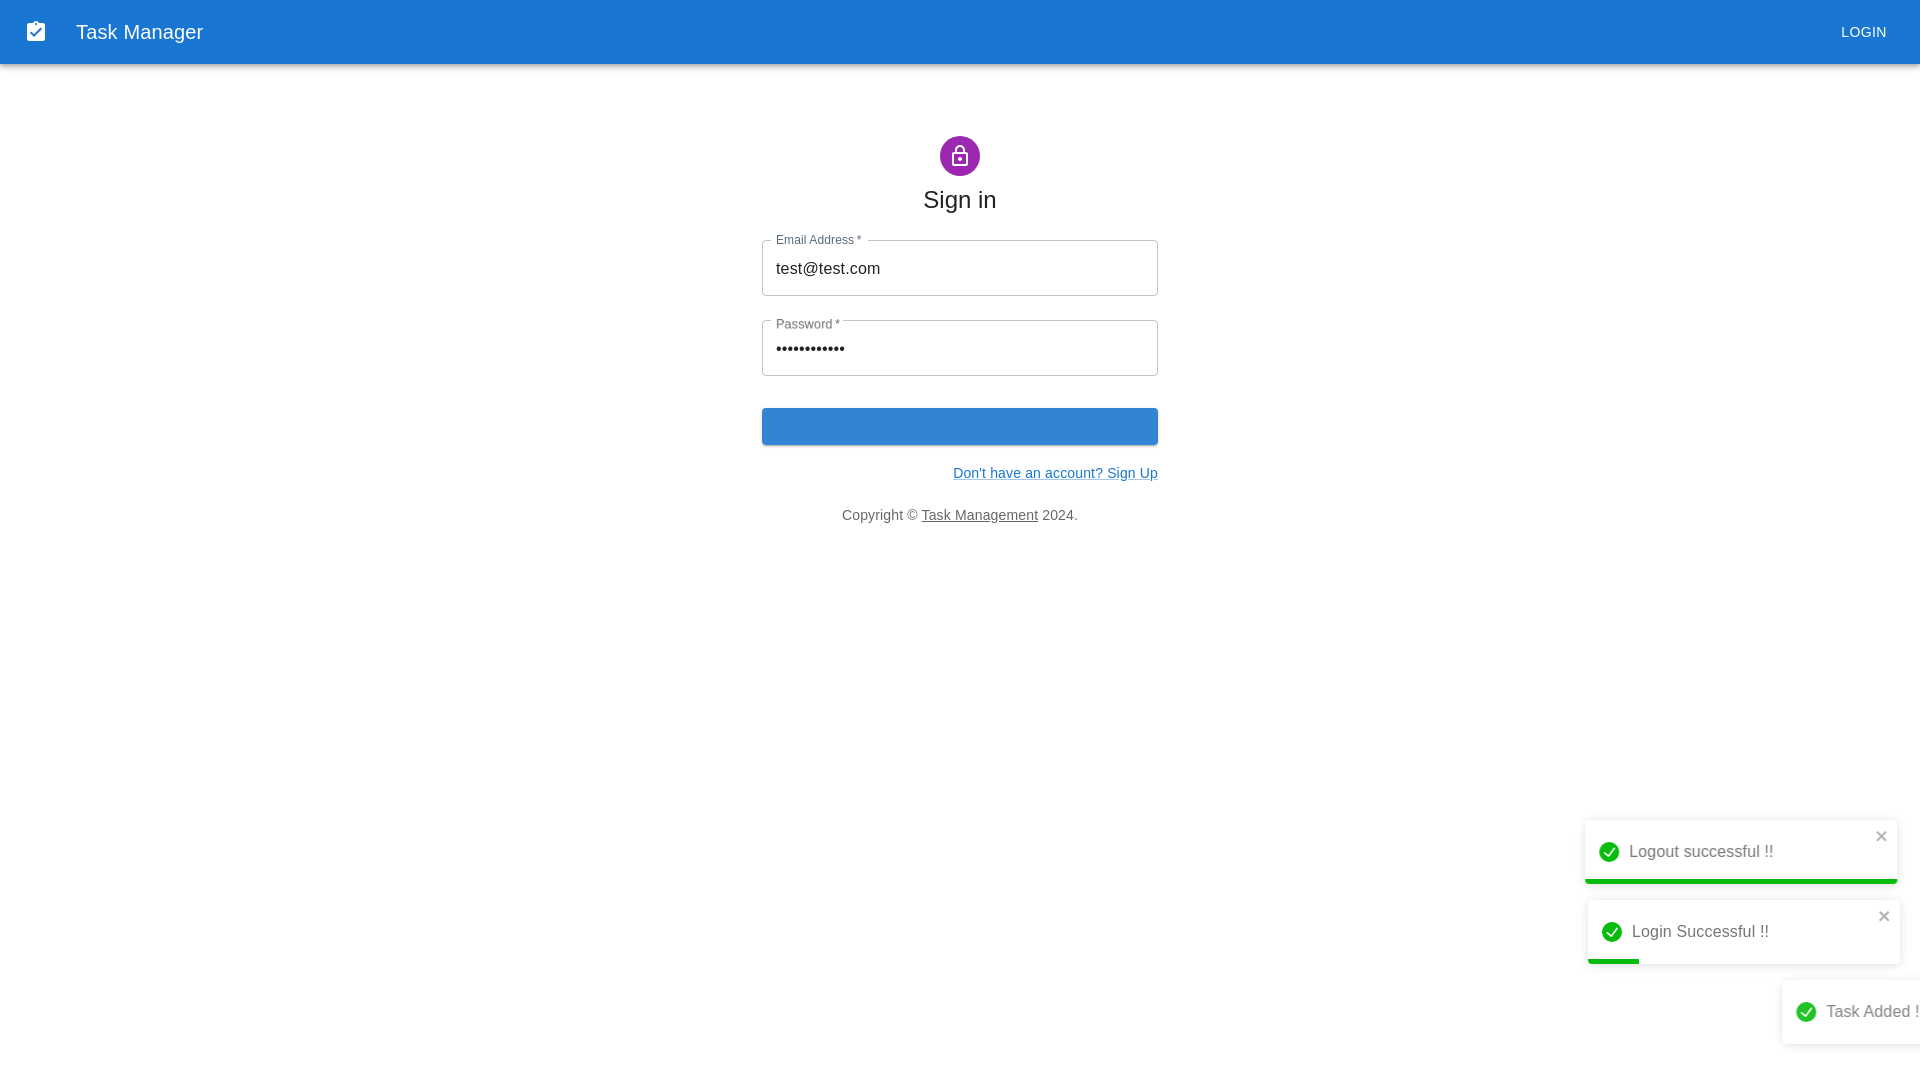 Task Manager
LOGIN
Sign in
Email Address *
test@test.com
Password *
••••••••••••
Don't have an account? Sign Up
Copyright © Task Management 2024.
Logout successful !!
Login Successful !!
Task Added !